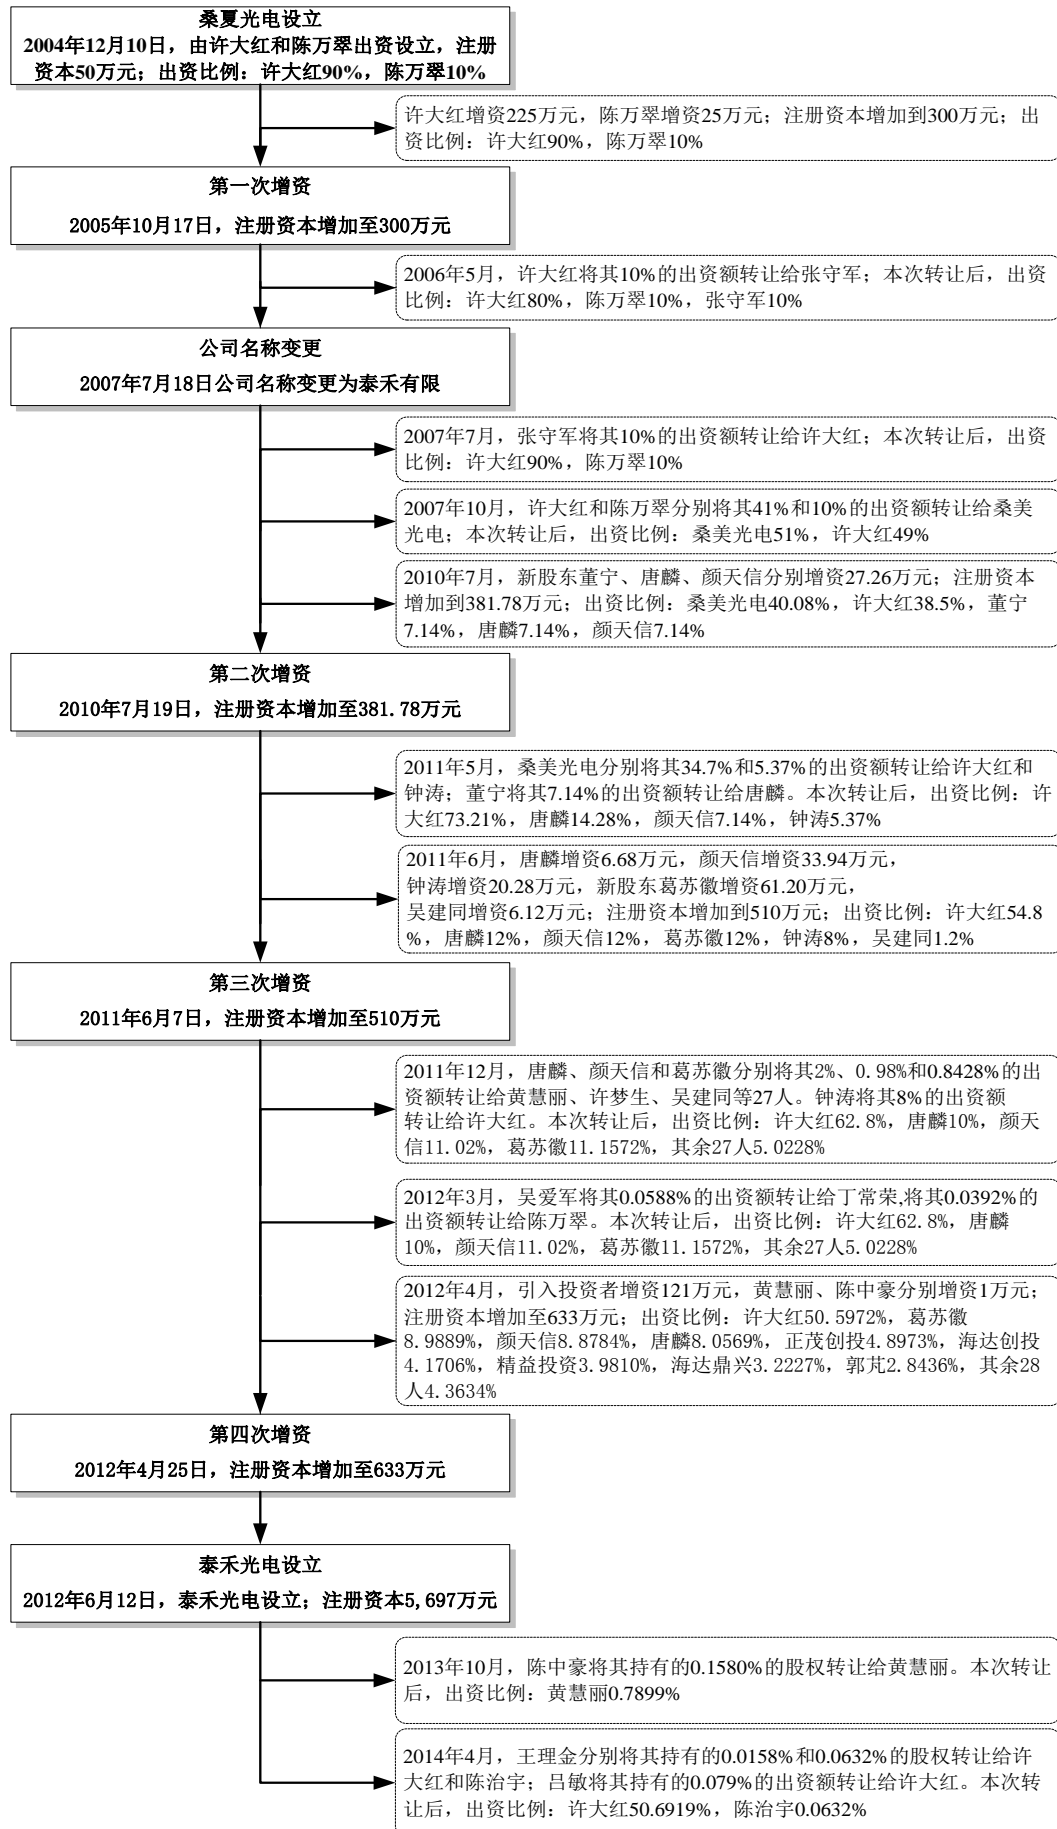 桑夏光电设立
2004年12月10日，由许大红和陈万翠出资设立，注册
资本50万元；出资比例：许大红90%，陈万翠10%
许大红增资225万元，陈万翠增资25万元；注册资本增加到300万元；出
资比例：许大红90%，陈万翠10%
第一次增资
2005年10月17日，注册资本增加至300万元
2006年5月，许大红将其10%的出资额转让给张守军；本次转让后，出资
比例：许大红80%，陈万翠10%，张守军10%
公司名称变更
2007年7月18日公司名称变更为泰禾有限
2007年7月，张守军将其10%的出资额转让给许大红；本次转让后，出资
比例：许大红90%，陈万翠10%
2007年10月，许大红和陈万翠分别将其41%和10%的出资额转让给桑美
光电；本次转让后，出资比例：桑美光电51%，许大红49%
2010年7月，新股东董宁、唐麟、颜天信分别增资27.26万元；注册资本
增加到381.78万元；出资比例：桑美光电40.08%，许大红38.5%，董宁
7.14%，唐麟7.14%，颜天信7.14%
第二次增资
2010年7月19日，注册资本增加至381.78万元
2011年5月，桑美光电分别将其34.7%和5.37%的出资额转让给许大红和
钟涛；董宁将其7.14%的出资额转让给唐麟。本次转让后，出资比例：许
大红73.21%，唐麟14.28%，颜天信7.14%，钟涛5.37%
2011年6月，唐麟增资6.68万元，颜天信增资33.94万元，
钟涛增资20.28万元，新股东葛苏徽增资61.20万元，
吴建同增资6.12万元；注册资本增加到510万元；出资比例：许大红54.8
%，唐麟12%，颜天信12%，葛苏徽12%，钟涛8%，吴建同1.2%
第三次增资
2011年6月7日，注册资本增加至510万元
2011年12月，唐麟、颜天信和葛苏徽分别将其2%、0.98%和0.8428%的出
资额转让给黄慧丽、许梦生、吴建同等27人。钟涛将其8%的出资额
转让给许大红。本次转让后，出资比例：许大红62.8%，唐麟10%，颜天
信11.02%，葛苏徽11.1572%，其余27人5.0228%
2012年3月，吴爱军将其0.0588%的出资额转让给丁常荣,将其0.0392%的
出资额转让给陈万翠。本次转让后，出资比例：许大红62.8%，唐麟
10%，颜天信11.02%，葛苏徽11.1572%，其余27人5.0228%
2012年4月，引入投资者增资121万元，黄慧丽、陈中豪分别增资1万元；
注册资本增加至633万元；出资比例：许大红50.5972%，葛苏徽
8.9889%，颜天信8.8784%，唐麟8.0569%，正茂创投4.8973%，海达创投
4.1706%，精益投资3.9810%，海达鼎兴3.2227%，郭芃2.8436%，其余28
人4.3634%
第四次增资
2012年4月25日，注册资本增加至633万元
泰禾光电设立
2012年6月12日，泰禾光电设立；注册资本5,697万元
2013年10月，陈中豪将其持有的0.1580%的股权转让给黄慧丽。本次转让
后，出资比例：黄慧丽0.7899%
2014年4月，王理金分别将其持有的0.0158%和0.0632%的股权转让给许
大红和陈治宇；吕敏将其持有的0.079%的出资额转让给许大红。本次转
让后，出资比例：许大红50.6919%，陈治宇0.0632%